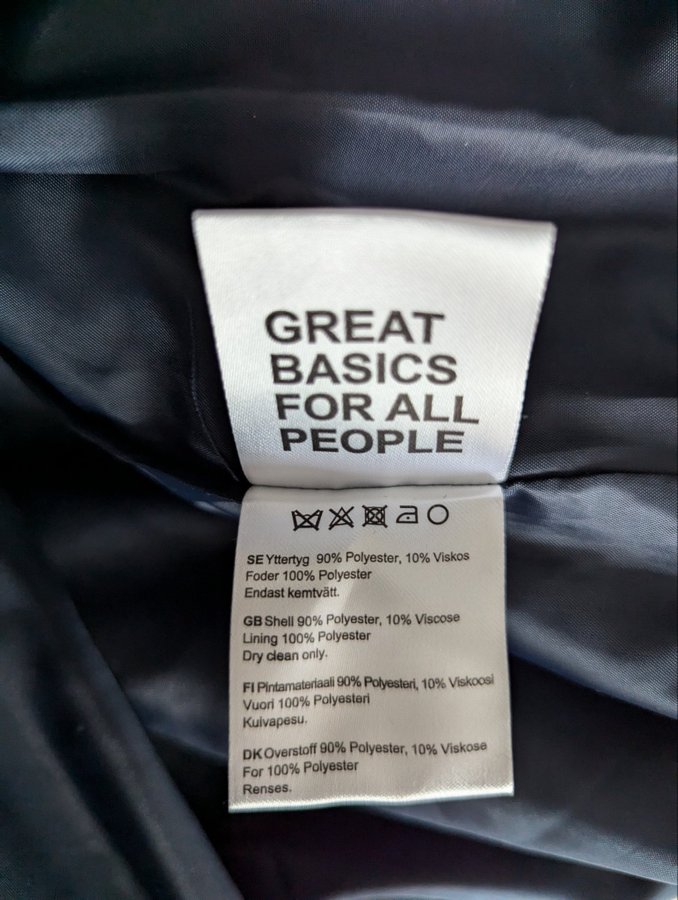 GREAT
BASICS
FOR ALL
PEOPLE
SE Yttertyg 90% Polyester, 10% Viskos
Foder 100% Polyester
Endast kemtvätt.
GB Shell 90% Polyester, 10% Viscose
Lining 100% Polyester
Dry clean only.
FI Pintamateriaali 90% Polyesteri, 10% Viskoosi
Vuori 100% Polyesteri
Kuivapesu.
DK Overstoff 90% Polyester, 10% Viskose
For 100% Polyester
Renses.